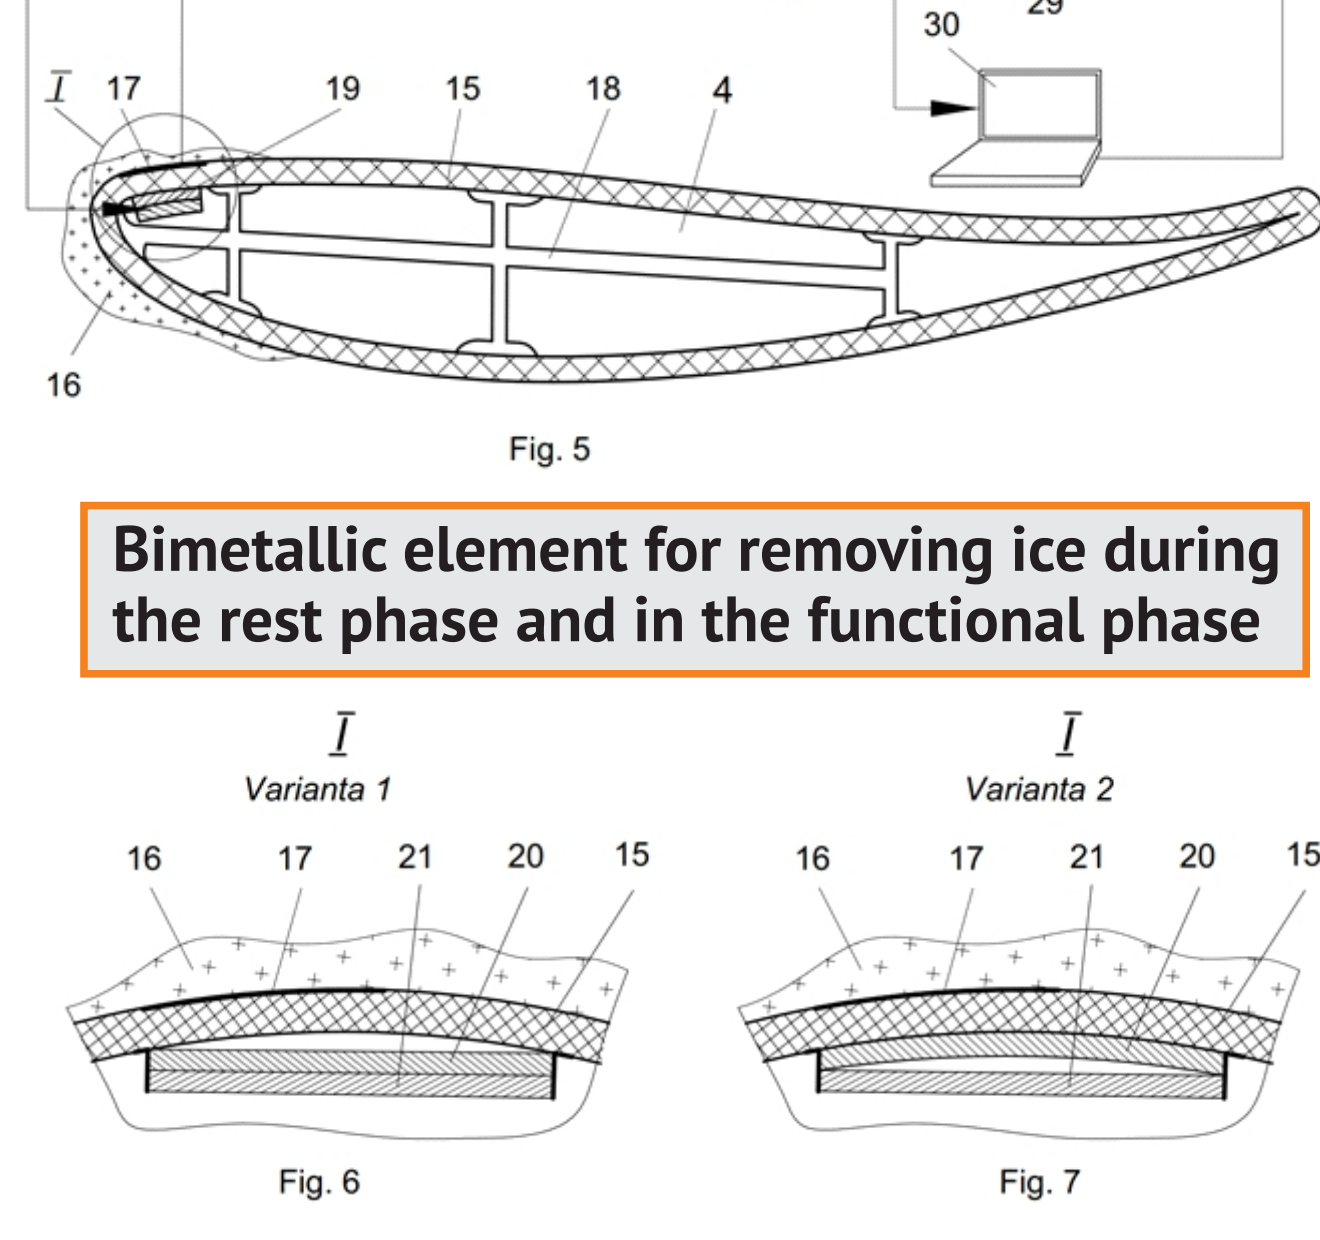 29
30
I 17 19 15 18 4
16
Fig. 5
Bimetallic element for removing ice during
the rest phase and in the functional phase
I I
Varianta 1 Varianta 2
16 17 21 20 15 16 17 21 20 15
Fig. 6 Fig. 7